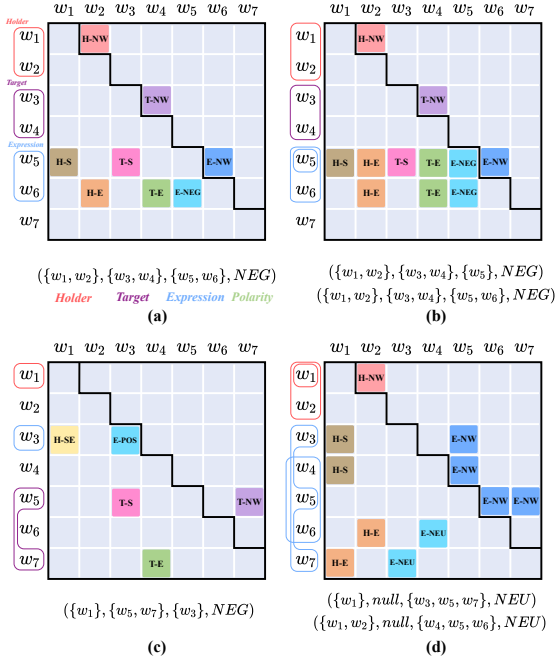 w1 w2 w3 w4 w5 w6 w7
Holder
w1 H-NW
w2
Target
w3 T-NW
w4
Expression
w5 H-S T-S E-NW
w6 H-E T-E E-NEG
w7
({w1, w2}, {w3, w4}, {w5, w6}, NEG)
Holder Target Expression Polarity
(a)
w1 w2 w3 w4 w5 w6 w7
w1 H-NW
w2
w3 T-NW
w4
w5 H-S H-E T-S T-E E-NEG E-NW
w6 H-E T-E E-NEG
w7
({w1, w2}, {w3, w4}, {w5}, NEG)
({w1, w2}, {w3, w4}, {w5, w6}, NEG)
(b)
w1 w2 w3 w4 w5 w6 w7
w1
w2
w3 H-SE E-POS
w4
w5 T-S T-NW
w6
w7 T-E
({w1}, {w5, w7}, {w3}, NEG)
(c)
w1 w2 w3 w4 w5 w6 w7
w1 H-NW
w2
w3 H-S E-NW
w4 H-S E-NW
w5 E-NW E-NW
w6 H-E E-NEU
w7 H-E E-NEU
({w1}, null, {w3, w5, w7}, NEU)
({w1, w2}, null, {w4, w5, w6}, NEU)
(d)